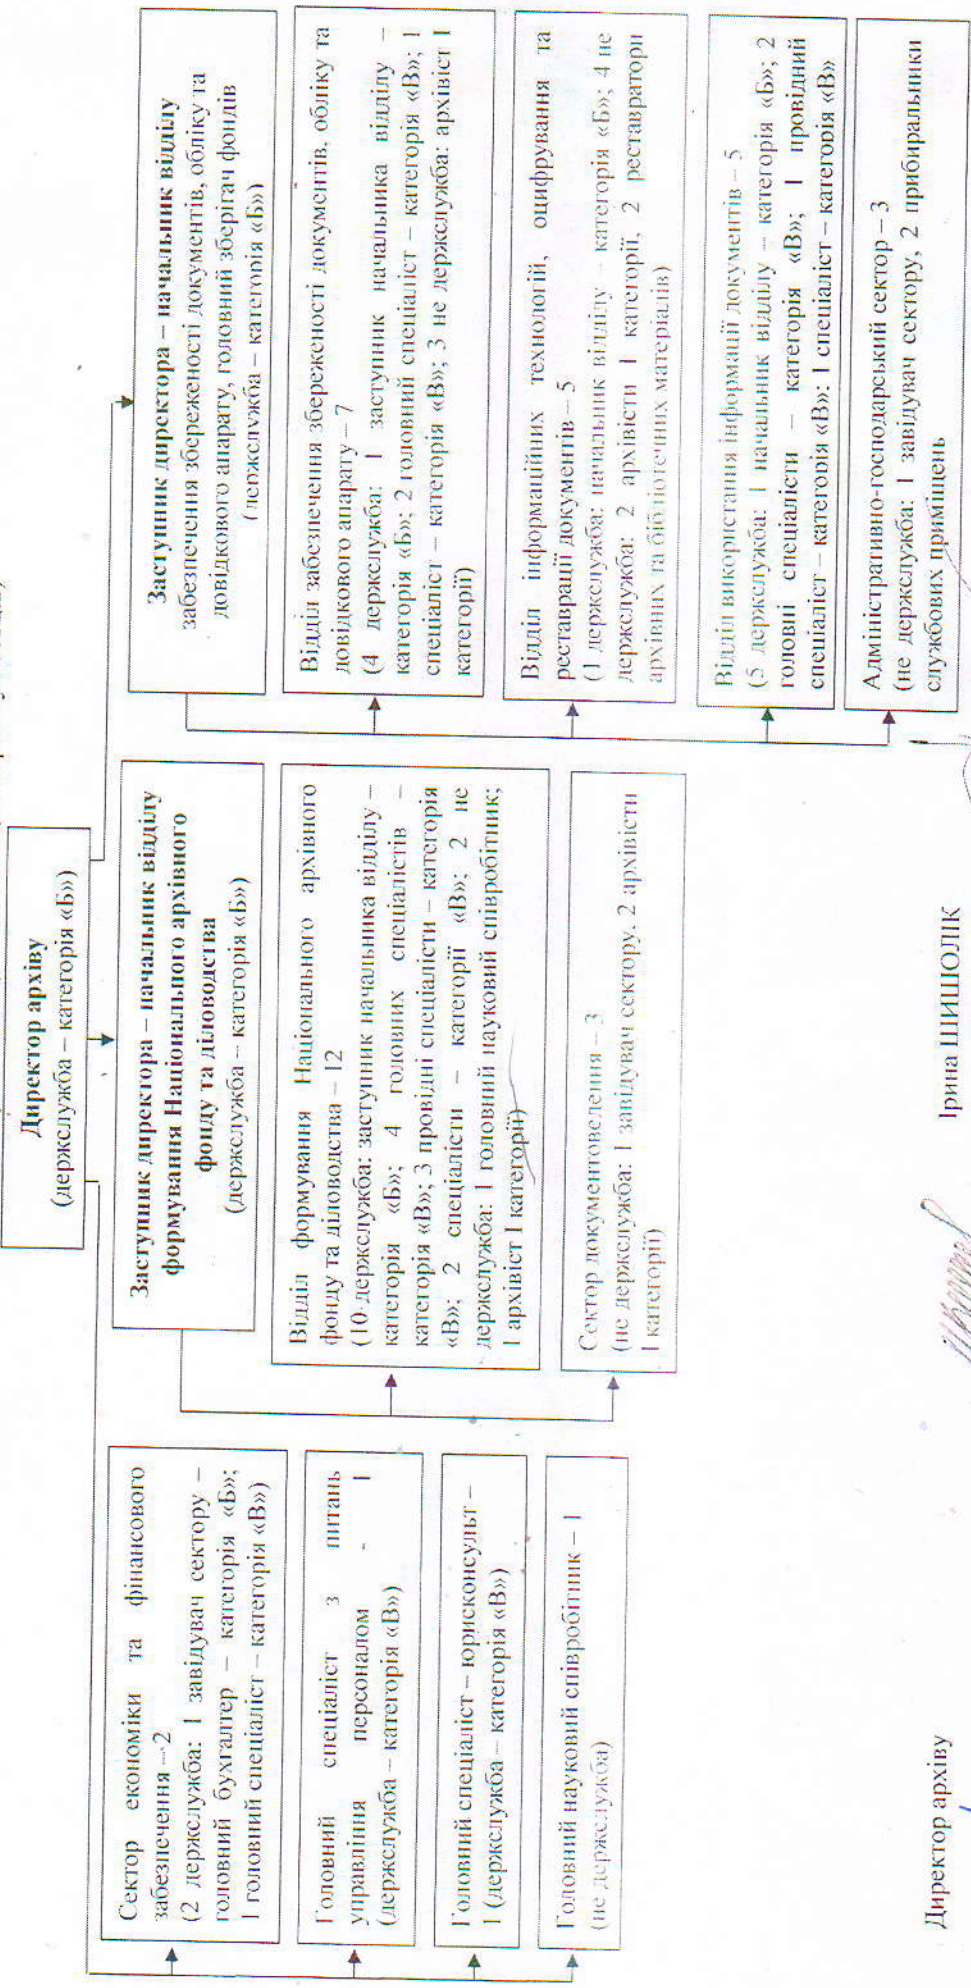 Директор архіву
(держслужба – категорія «Б»)
Сектор економіки та фінансового
забезпечення – 2
(2 держслужба: 1 завідувач сектору –
головний бухгалтер – категорія «Б»;
1 головний спеціаліст – категорія «В»)
Головний спеціаліст з питань
управління персоналом - 1
(держслужба – категорія «В»)
Головний спеціаліст – юрисконсульт –
1 (держслужба – категорія «В»)
Головний науковий співробітник – 1
(не держслужба)
Заступник директора – начальник відділу
формування Національного архівного
фонду та діловодства
(держслужба – категорія «Б»)
Відділ формування Національного архівного
фонду та діловодства – 12
(10 держслужба: заступник начальника відділу –
категорія «Б»; 4 головних спеціалістів –
категорія «В»; 3 провідні спеціалісти – категорія
«В»; 2 спеціалісти – категорії «В»; 2 не
держслужба: 1 головний науковий співробітник;
1 архівіст 1 категорії)
Сектор документоведення – 3
(не держслужба: 1 завідувач сектору, 2 архівісти
1 категорії)
Заступник директора – начальник відділу
забезпечення збереженості документів, обліку та
довідкового апарату, головний зберігач фондів
(держслужба – категорія «Б»)
Відділ забезпечення збереженості документів, обліку та
довідкового апарату – 7
(4 держслужба: 1 заступник начальника відділу –
категорія «Б»; 2 головний спеціаліст – категорія «В»; 1
спеціаліст – категорія «В»; 3 не держслужба: архівіст 1
категорії)
Відділ інформаційних технологій, оцифрування та
реставрації документів – 5
(1 держслужба: начальник відділу – категорія «Б»; 4 не
держслужба: 2 архівісти 1 категорії, 2 реставратори
архівних та бібліотечних матеріалів)
Відділ використання інформації документів – 5
(5 держслужба: 1 начальник відділу – категорія «Б»; 2
головні спеціалісти – категорія «В»; 1 провідний
спеціаліст – категорія «В»; 1 спеціаліст – категорія «В»
Адміністративно-господарський сектор – 3
(не держслужба: 1 завідувач сектору, 2 прибиральники
службових приміщень
Директор архіву
Ірина ШИШОЛІК